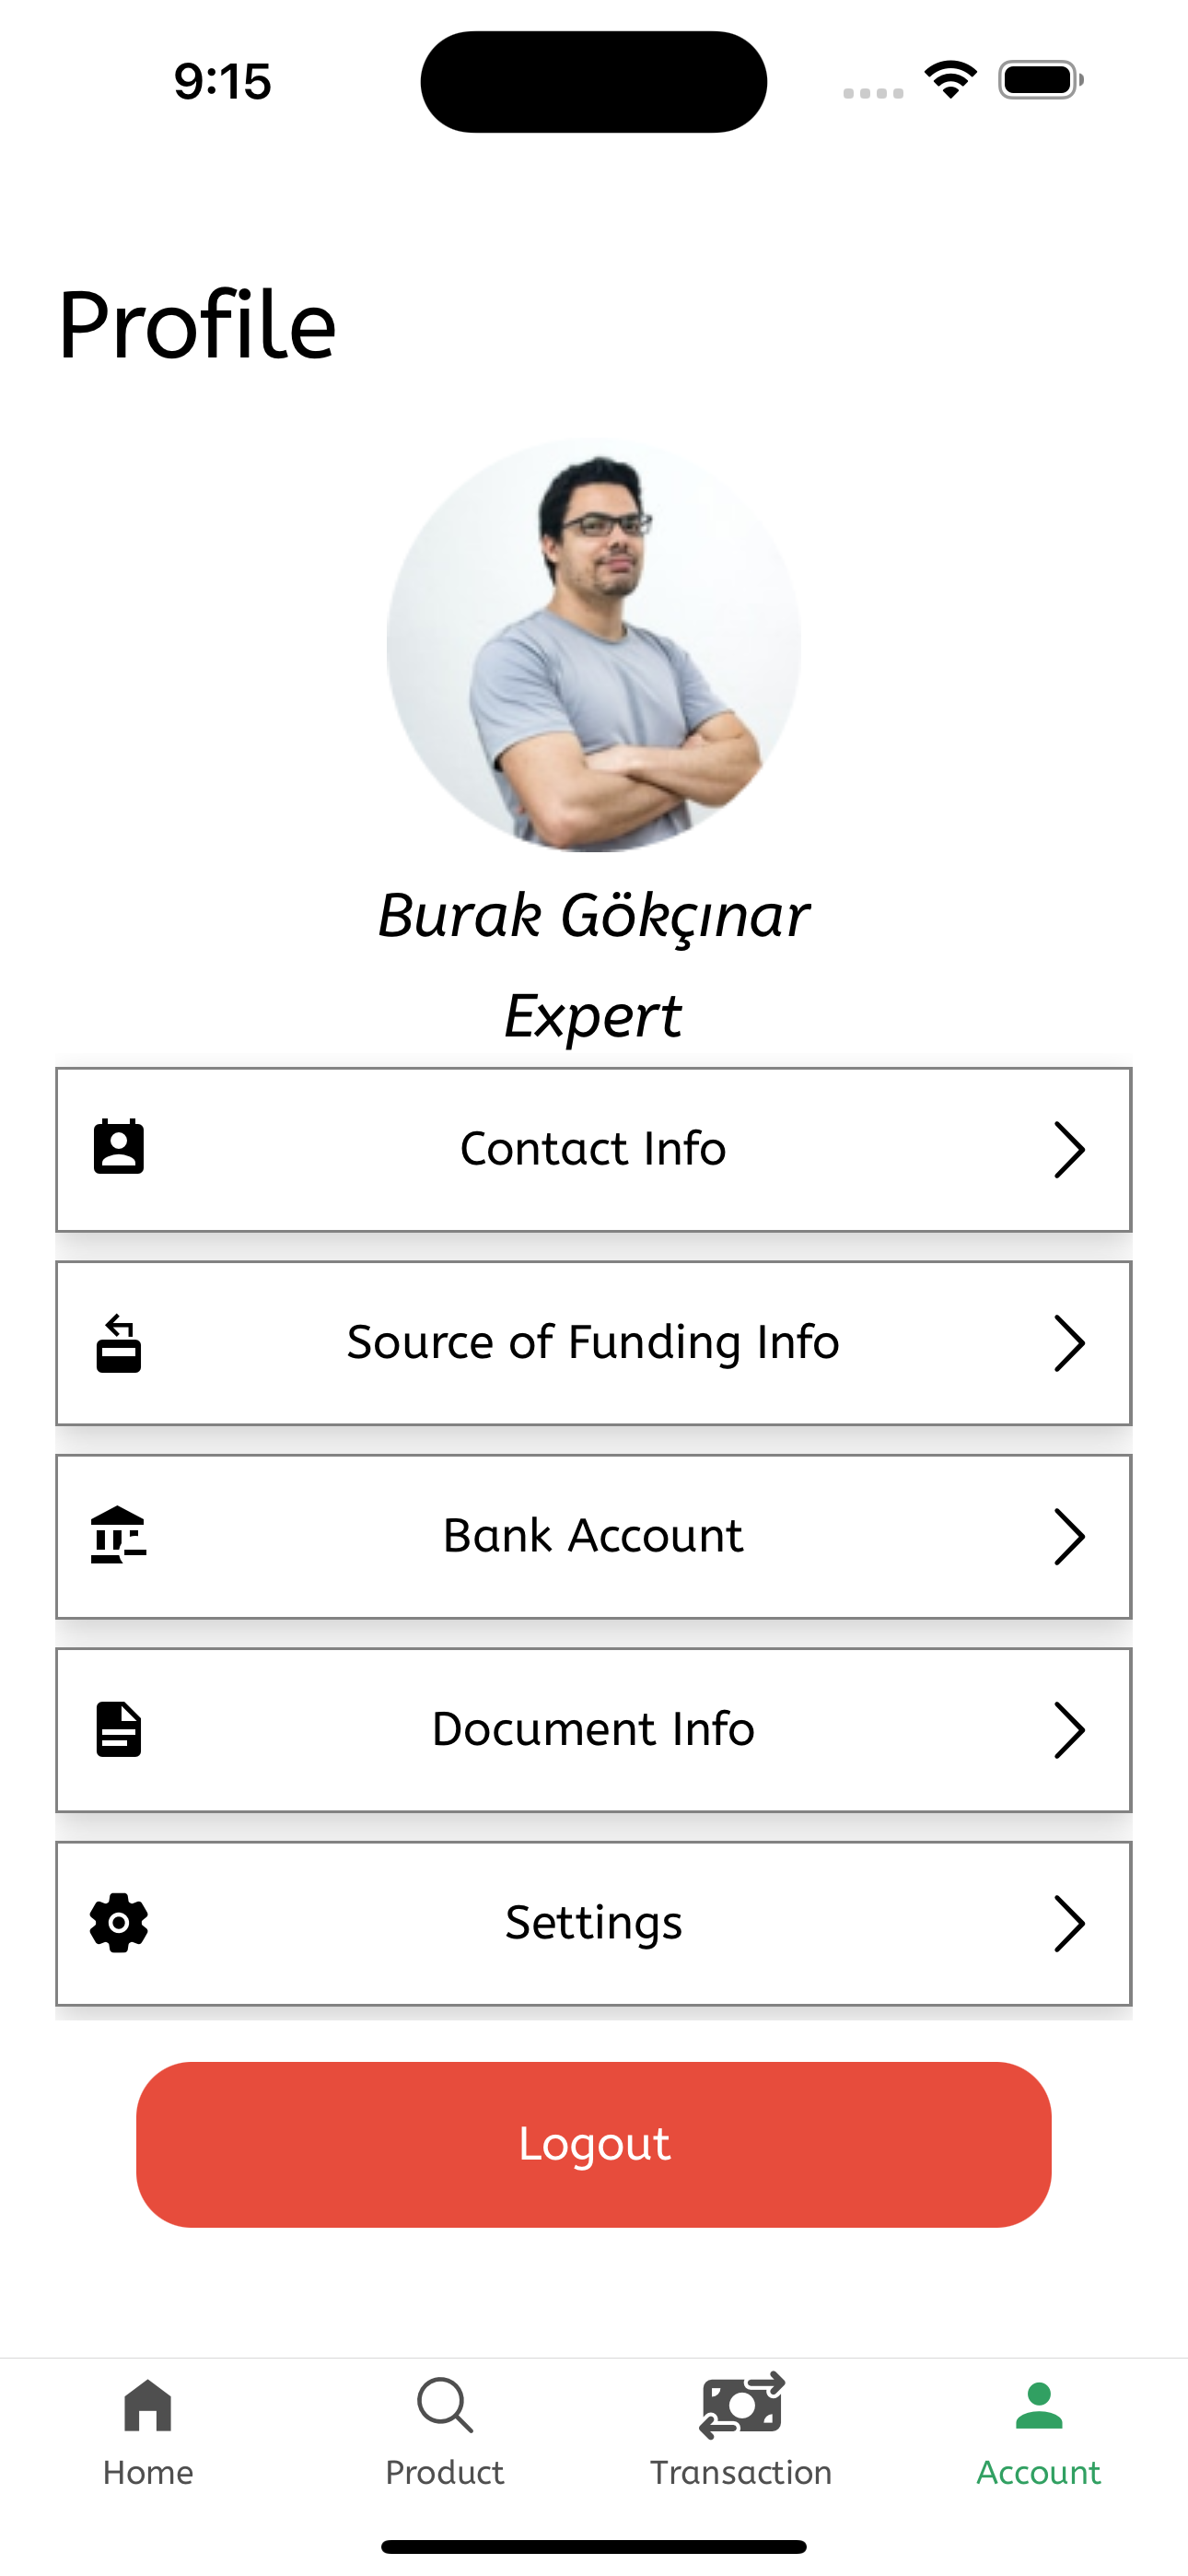 9:15
Profile
Burak Gökçınar
Expert
Contact Info
Source of Funding Info
Bank Account
Document Info
Settings
Logout
Home
Product
Transaction
Account